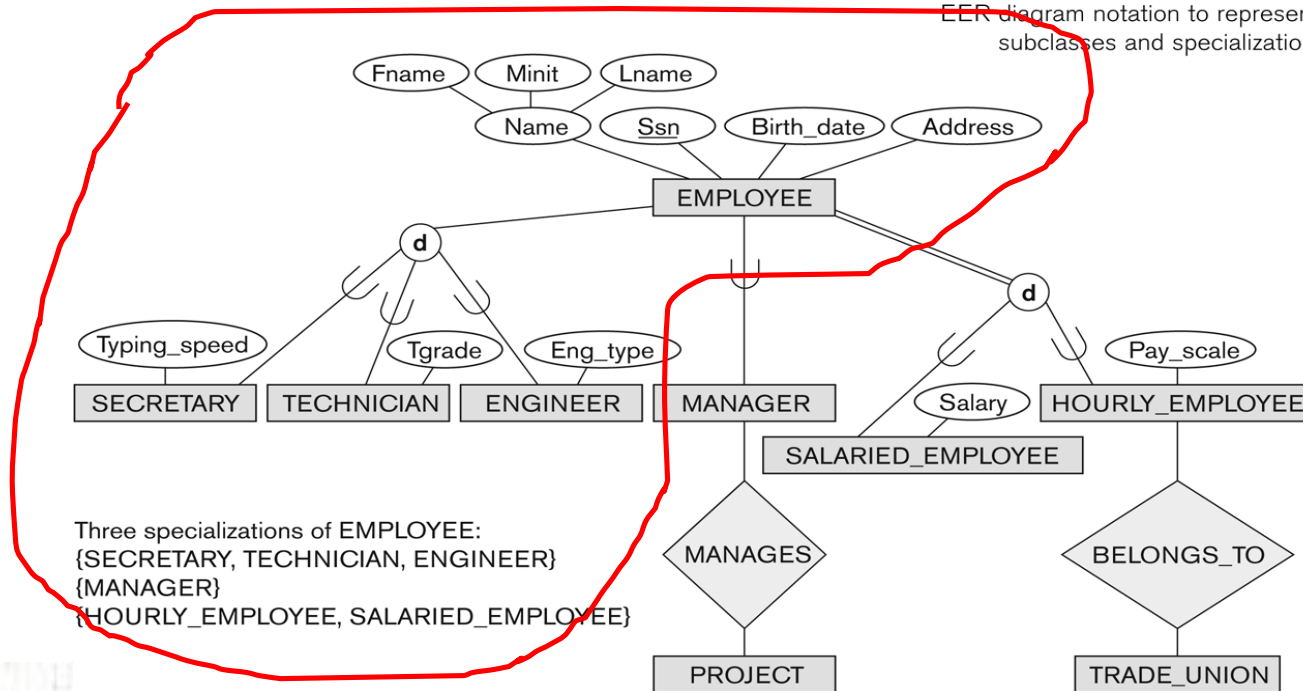 EER diagram notation to represen
subclasses and specialization
Fname Minit Lname
Name Ssn Birth_date Address
EMPLOYEE
d
d
Typing_speed Tgrade Eng_type Pay_scale
SECRETARY TECHNICIAN ENGINEER MANAGER Salary HOURLY_EMPLOYEE
SALARIED_EMPLOYEE
Three specializations of EMPLOYEE:
{SECRETARY, TECHNICIAN, ENGINEER}
{MANAGER}
{HOURLY_EMPLOYEE, SALARIED_EMPLOYEE}
MANAGES BELONGS_TO
PROJECT TRADE_UNION